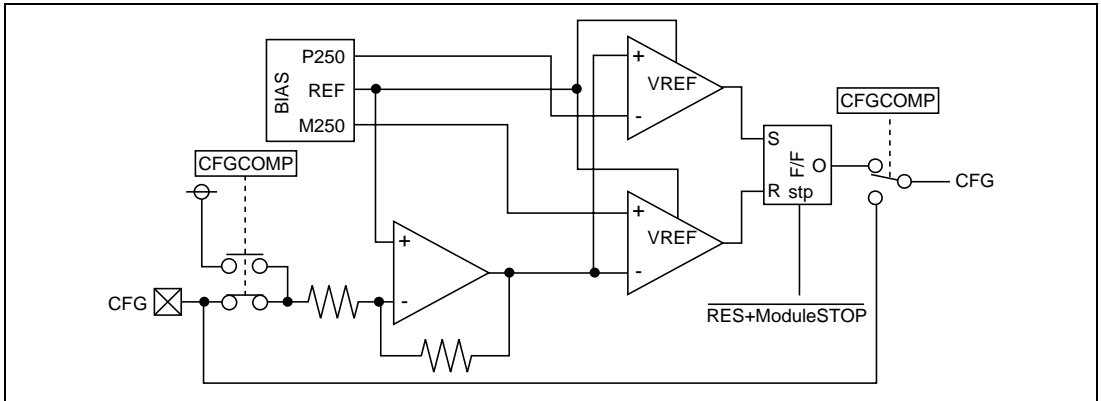 P250
+
VREF
-
BIAS
REF
CFGCOMP
M250
S
F/F
O
CFG
CFGCOMP
+
R
stp
VREF
-
+
-
CFG
RES+ModuleSTOP